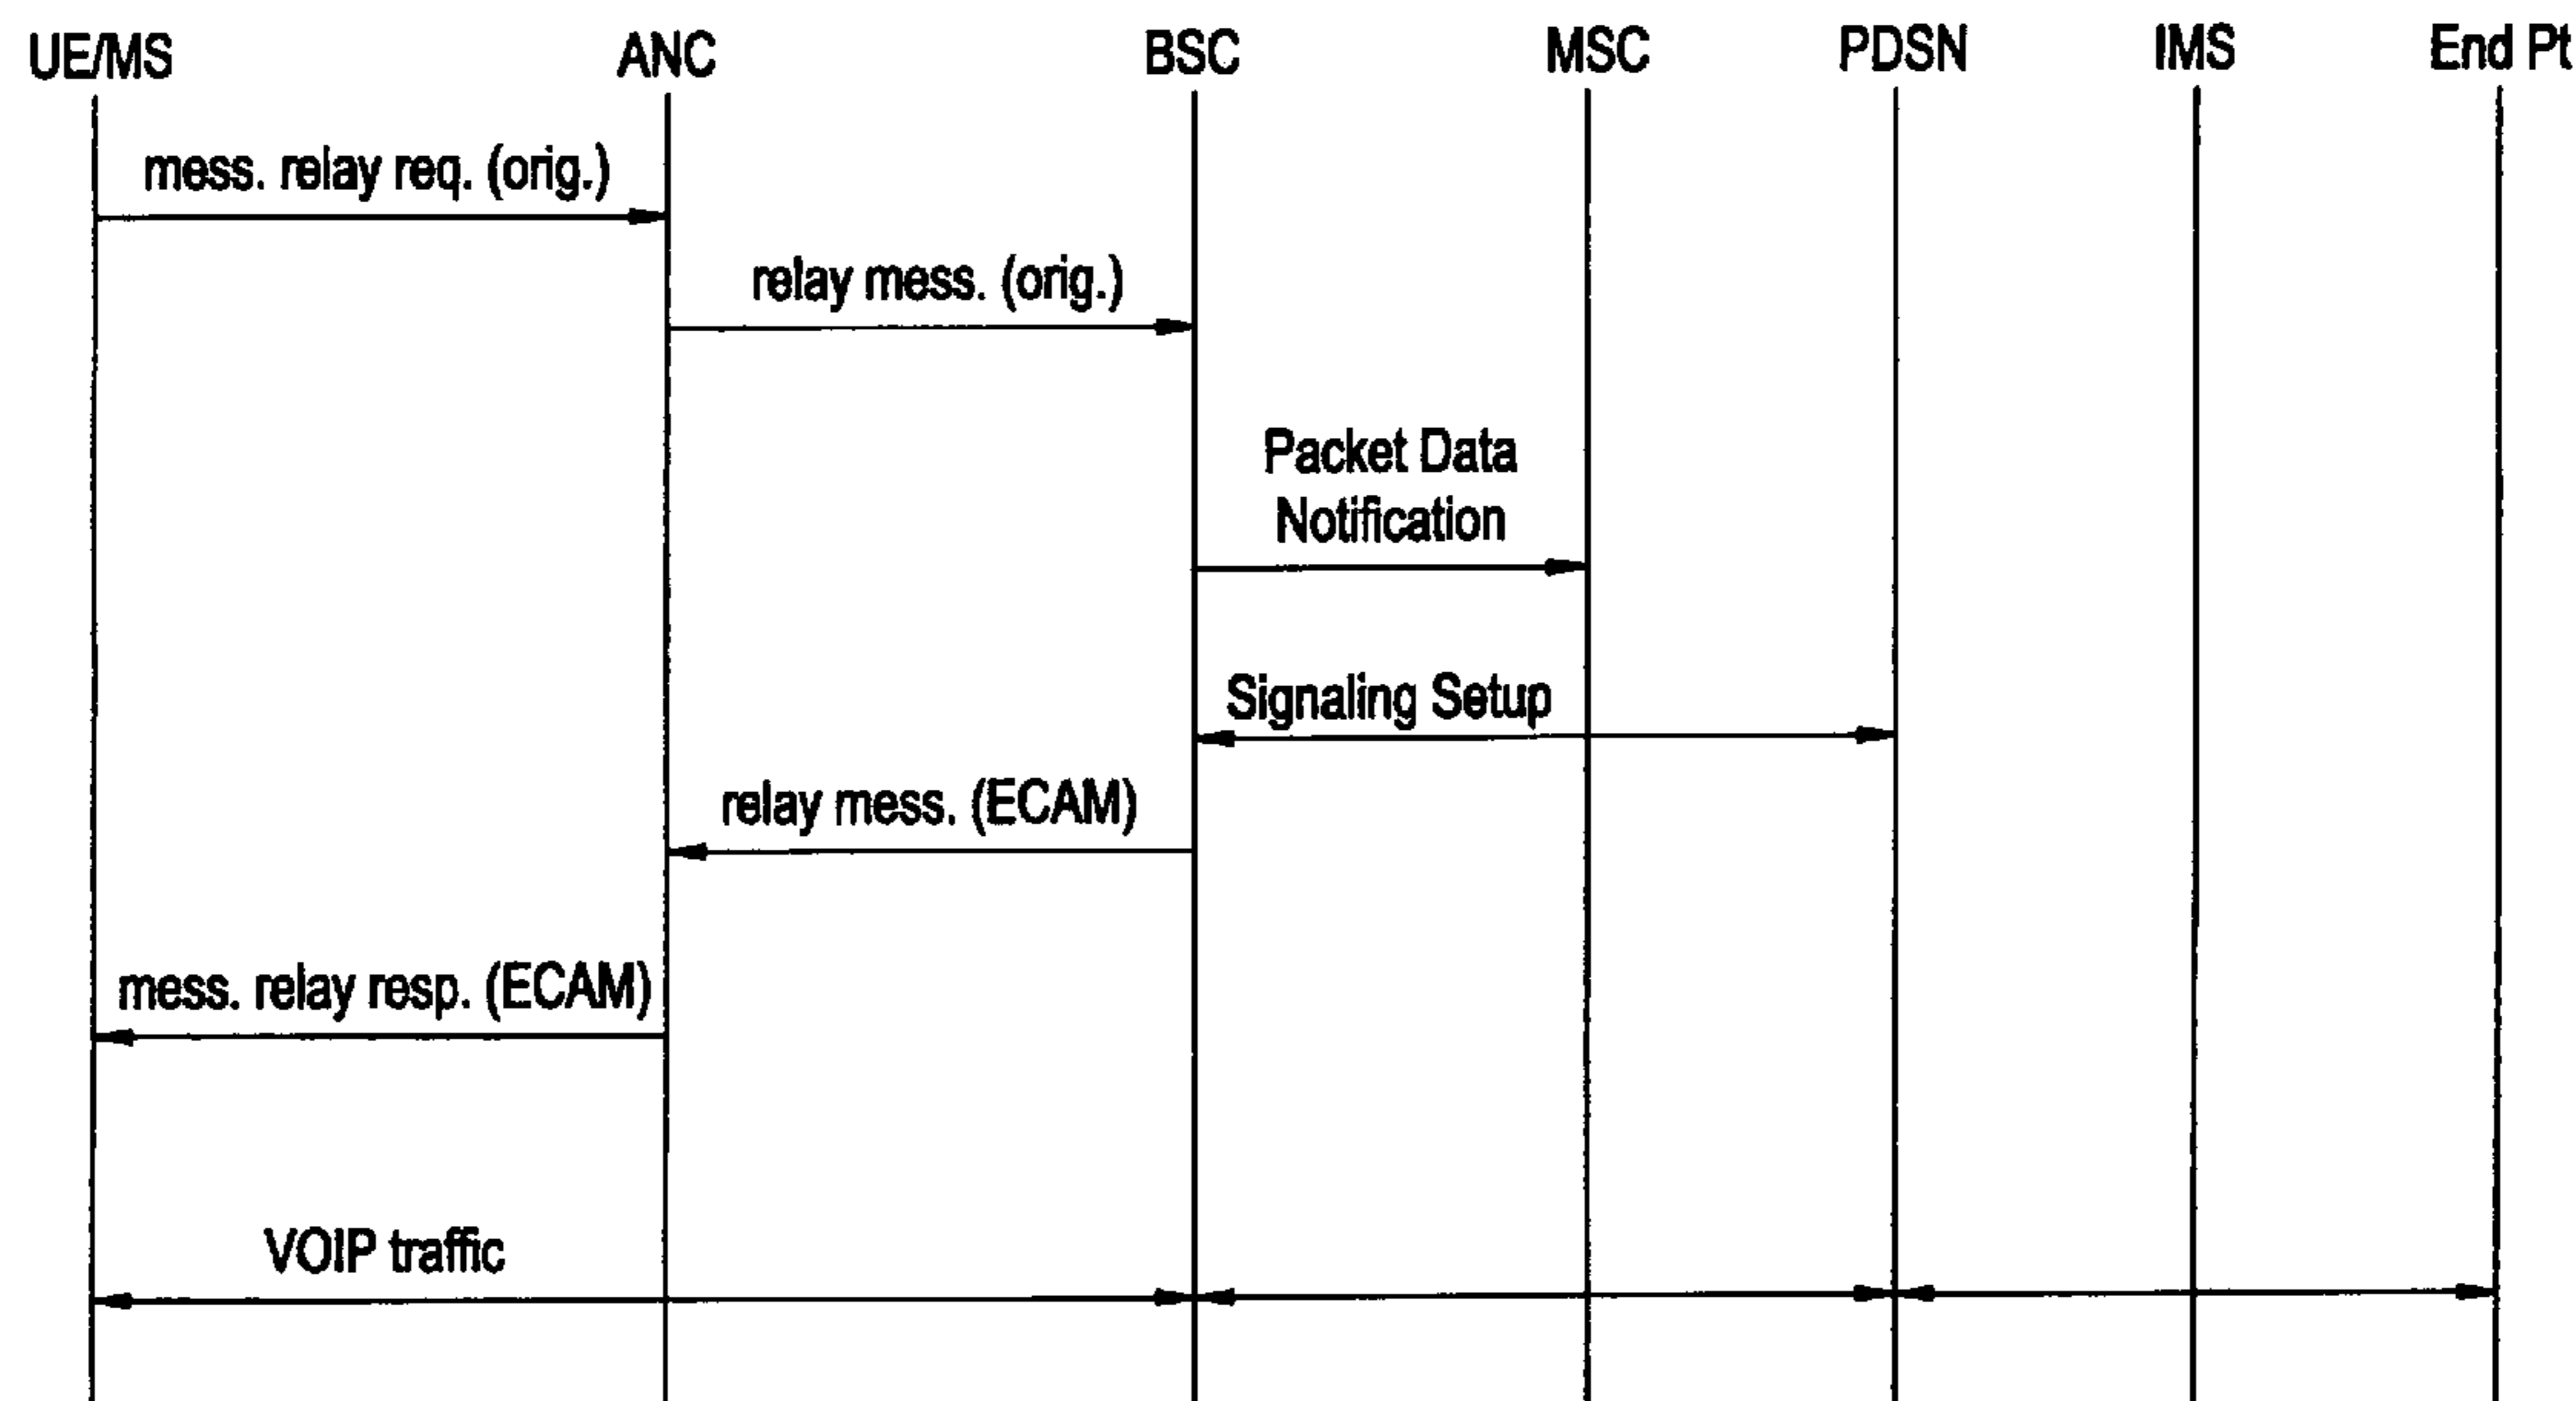 UE/MS ANC BSC MSC PDSN IMS End Pt
mess. relay req. (orig.)
relay mess. (orig.)
Packet Data
Notification
Signaling Setup
relay mess. (ECAM)
mess. relay resp. (ECAM)
VOIP traffic